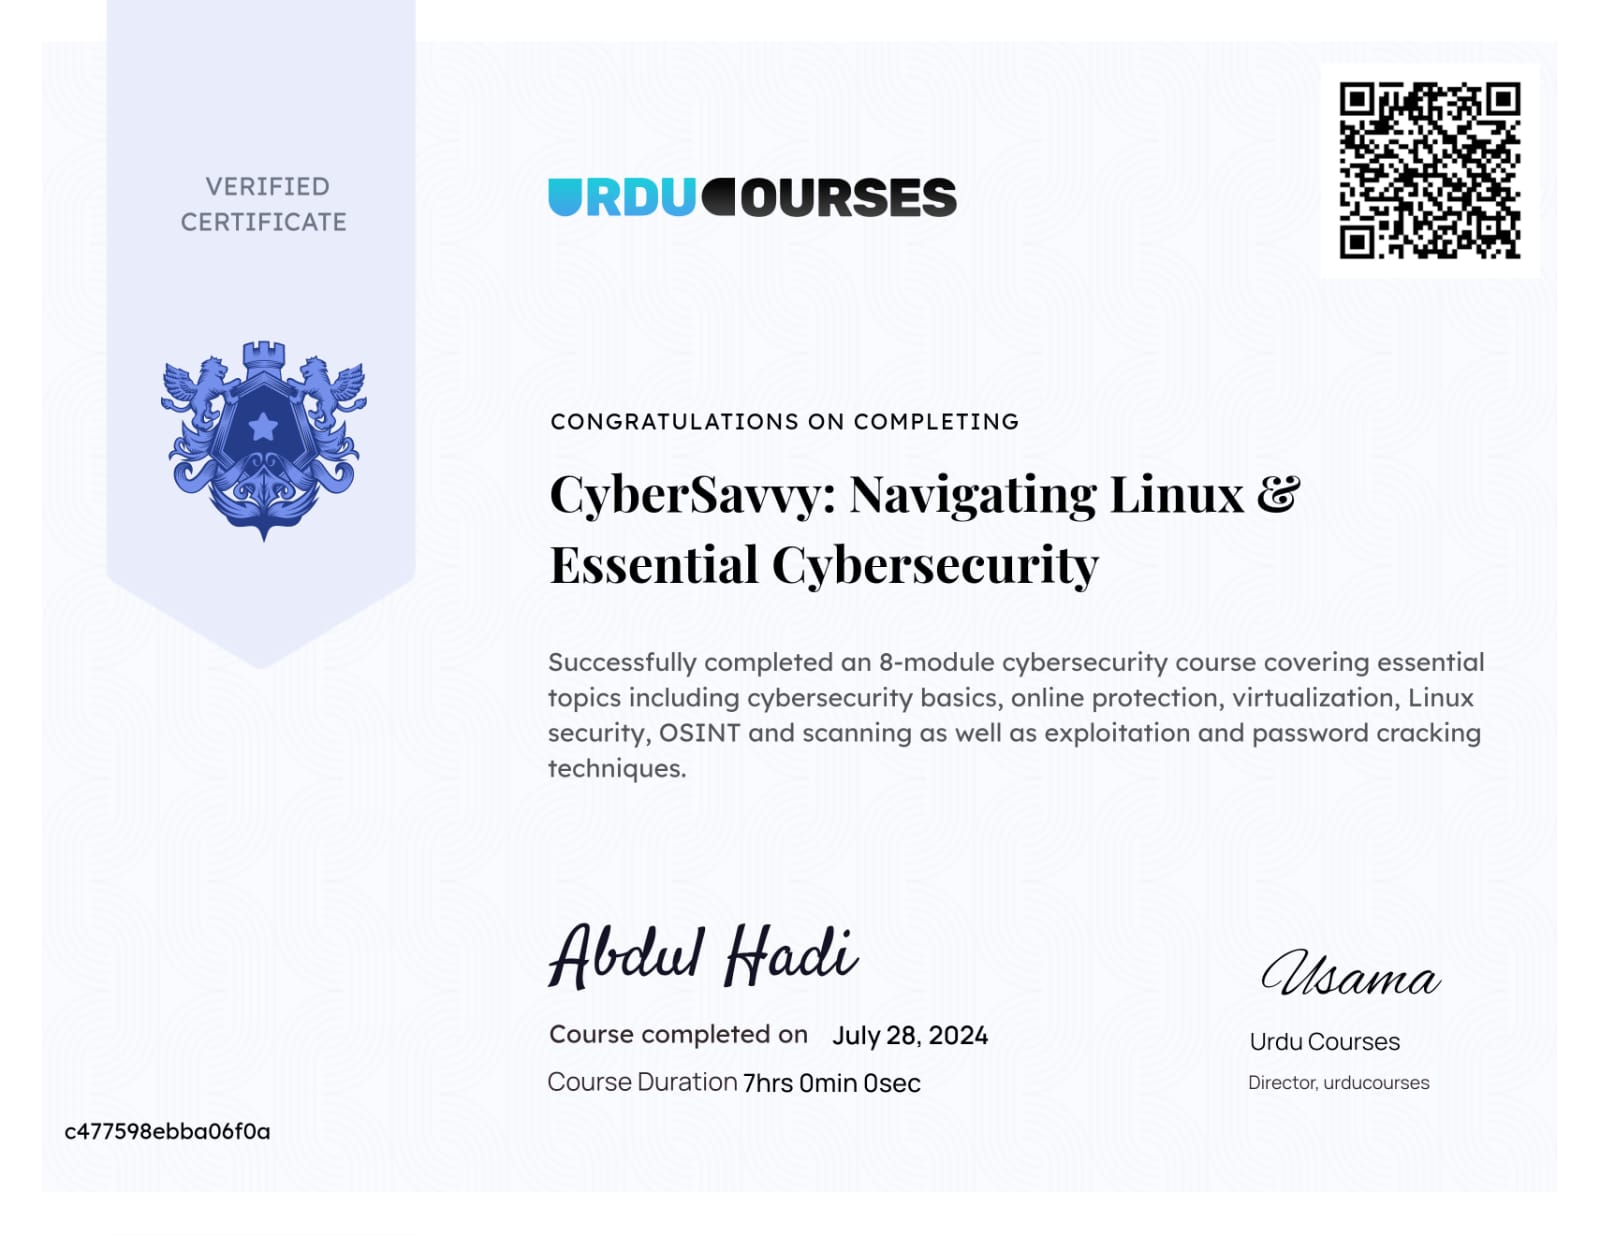 VERIFIED
CERTIFICATE
URDUCOURSES
CONGRATULATIONS ON COMPLETING
CyberSavvy: Navigating Linux &
Essential Cybersecurity
Successfully completed an 8-module cybersecurity course covering essential
topics including cybersecurity basics, online protection, virtualization, Linux
security, OSINT and scanning as well as exploitation and password cracking
techniques.
Abdul Hadi
Course completed on July 28, 2024
Course Duration 7hrs 0min 0sec
Usama
Urdu Courses
Director, urducourses
c477598ebba06f0a